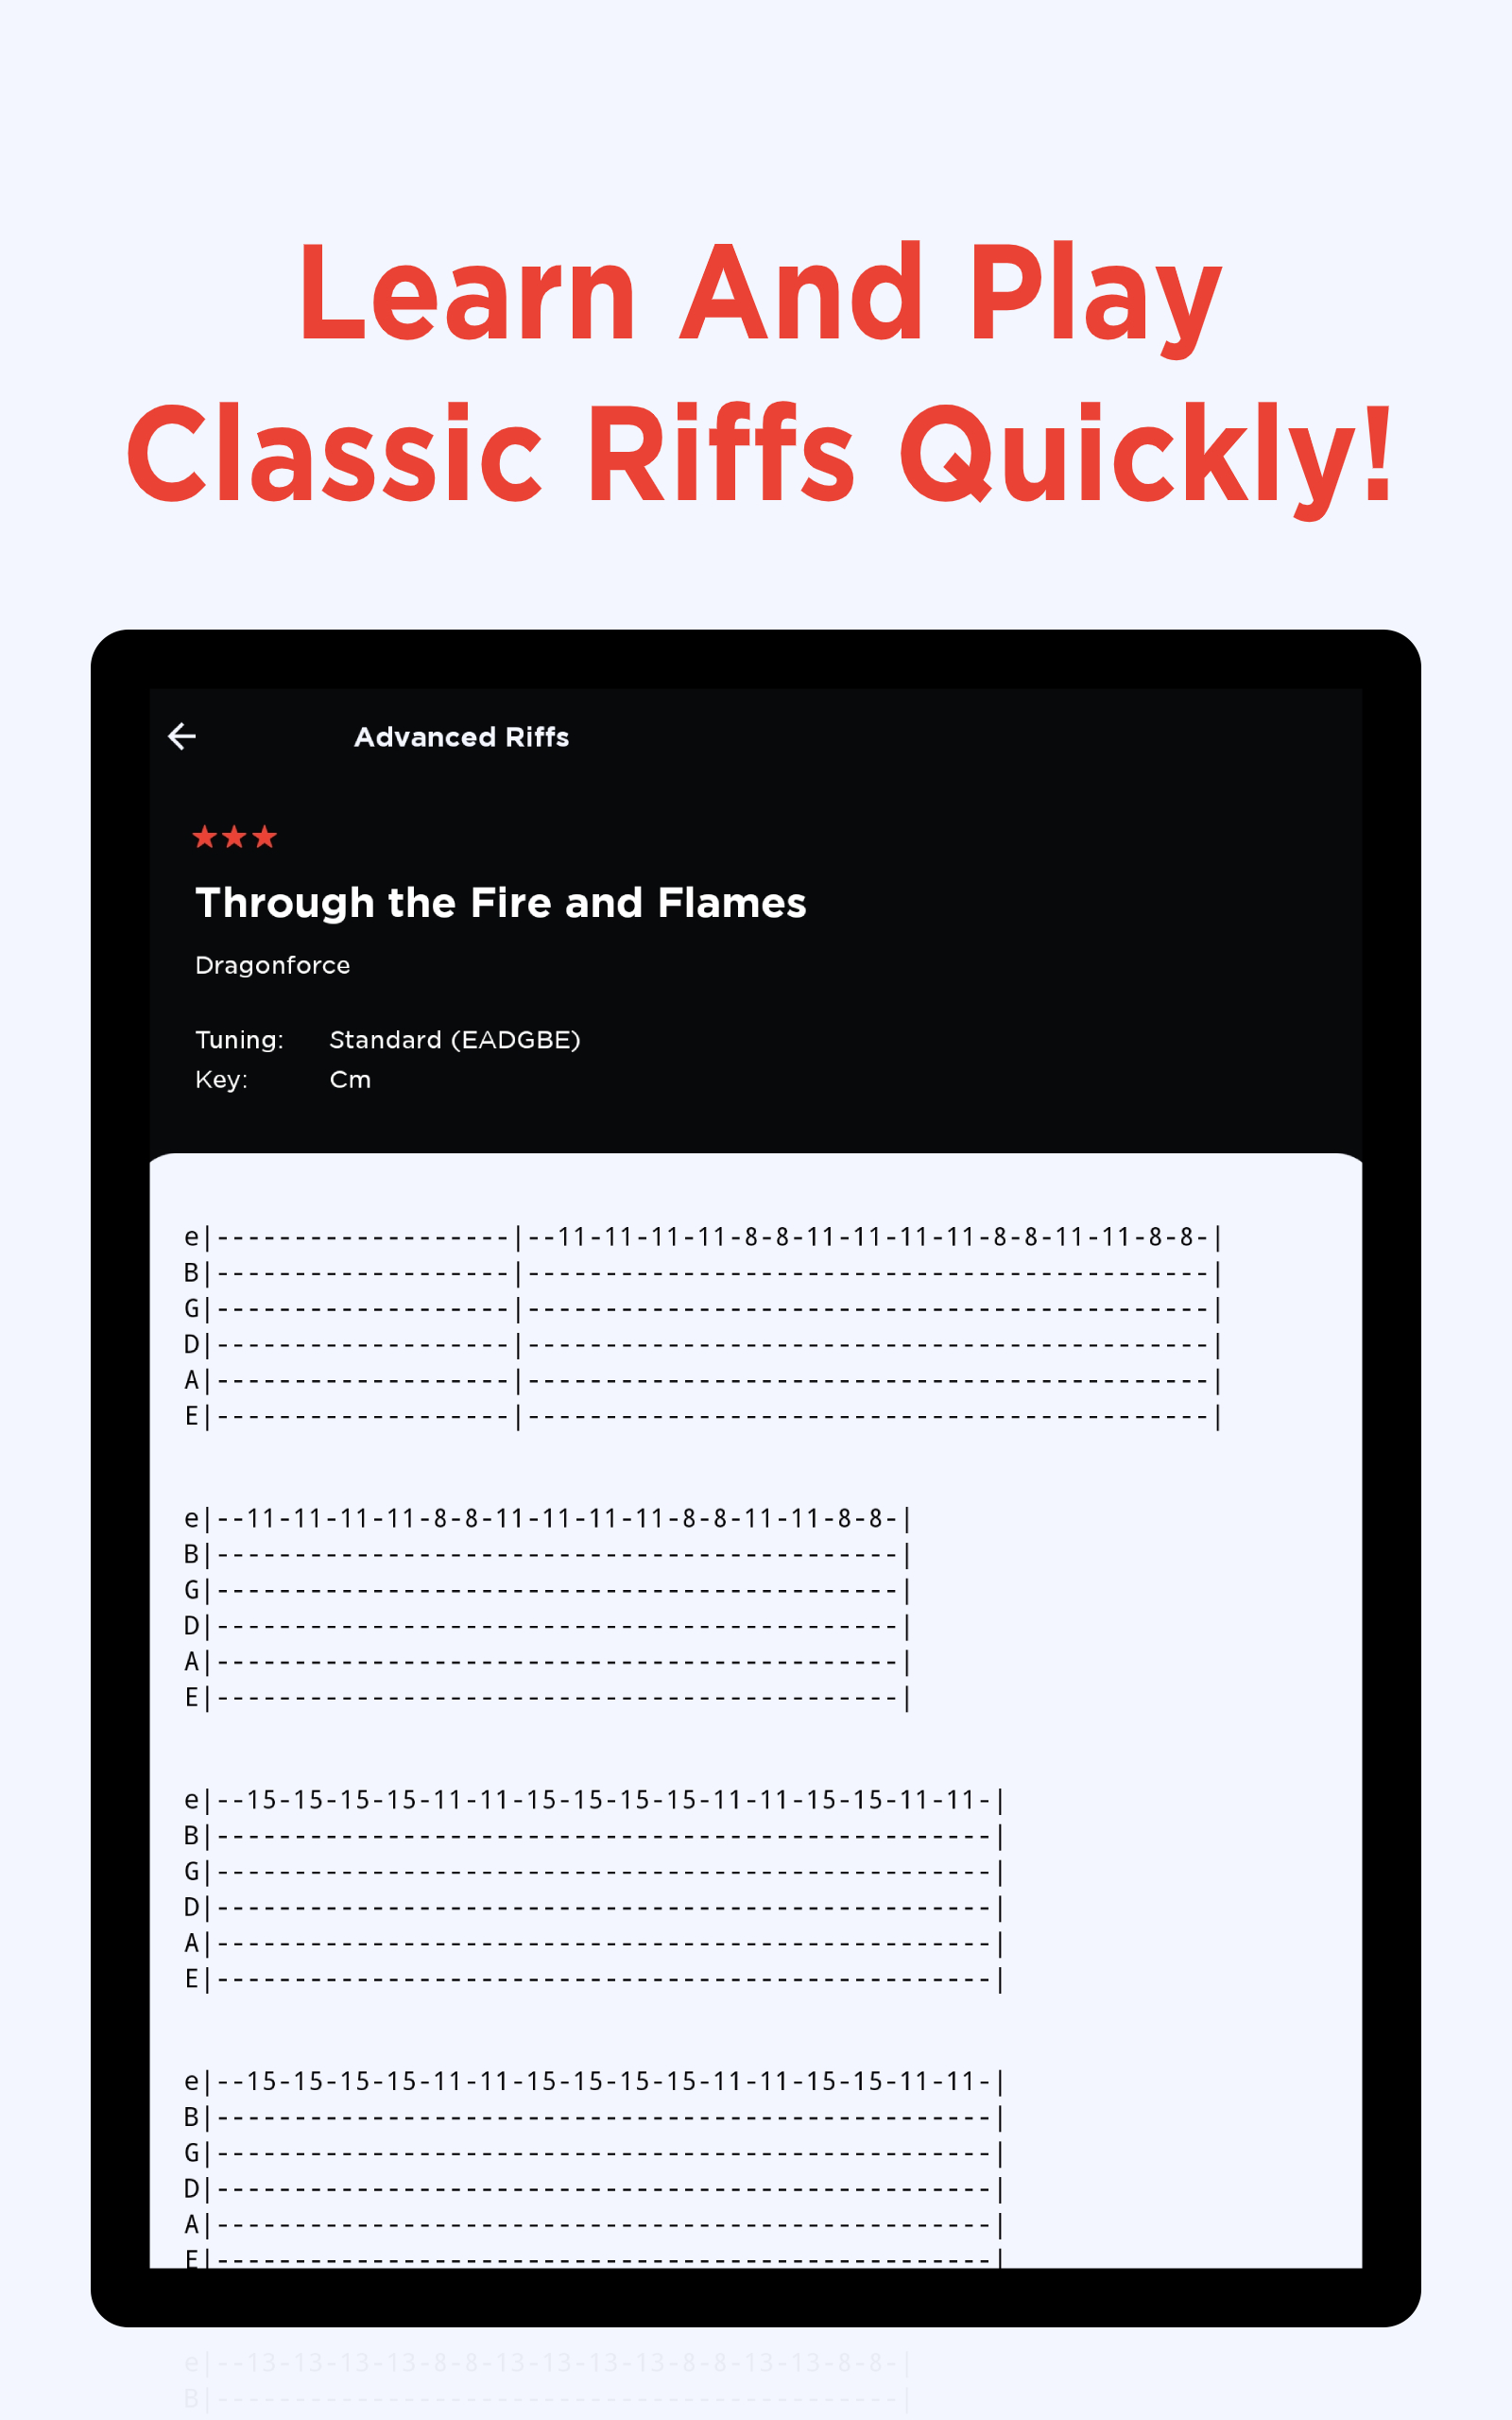 Learn And Play
Classic Riffs Quickly!
Advanced Riffs
Through the Fire and Flames
Dragonforce
Tuning: Standard (EADGBE)
Key: Cm
e|-------------------|--11-11-11-11-8-8-11-11-11-11-8-8-11-11-8-8-|
B|-------------------|--------------------------------------------|
G|-------------------|--------------------------------------------|
D|-------------------|--------------------------------------------|
A|-------------------|--------------------------------------------|
E|-------------------|--------------------------------------------|
e|--11-11-11-11-8-8-11-11-11-11-8-8-11-11-8-8-|
B|--------------------------------------------|
G|--------------------------------------------|
D|--------------------------------------------|
A|--------------------------------------------|
E|--------------------------------------------|
e|--15-15-15-15-11-11-15-15-15-15-11-11-15-15-11-11-|
B|--------------------------------------------------|
G|--------------------------------------------------|
D|--------------------------------------------------|
A|--------------------------------------------------|
E|--------------------------------------------------|
e|--15-15-15-15-11-11-15-15-15-15-11-11-15-15-11-11-|
B|--------------------------------------------------|
G|--------------------------------------------------|
D|--------------------------------------------------|
A|--------------------------------------------------|
E|--------------------------------------------------|
e|--13-13-13-13-8-8-13-13-13-13-8-8-13-13-8-8-|
B|--------------------------------------------|